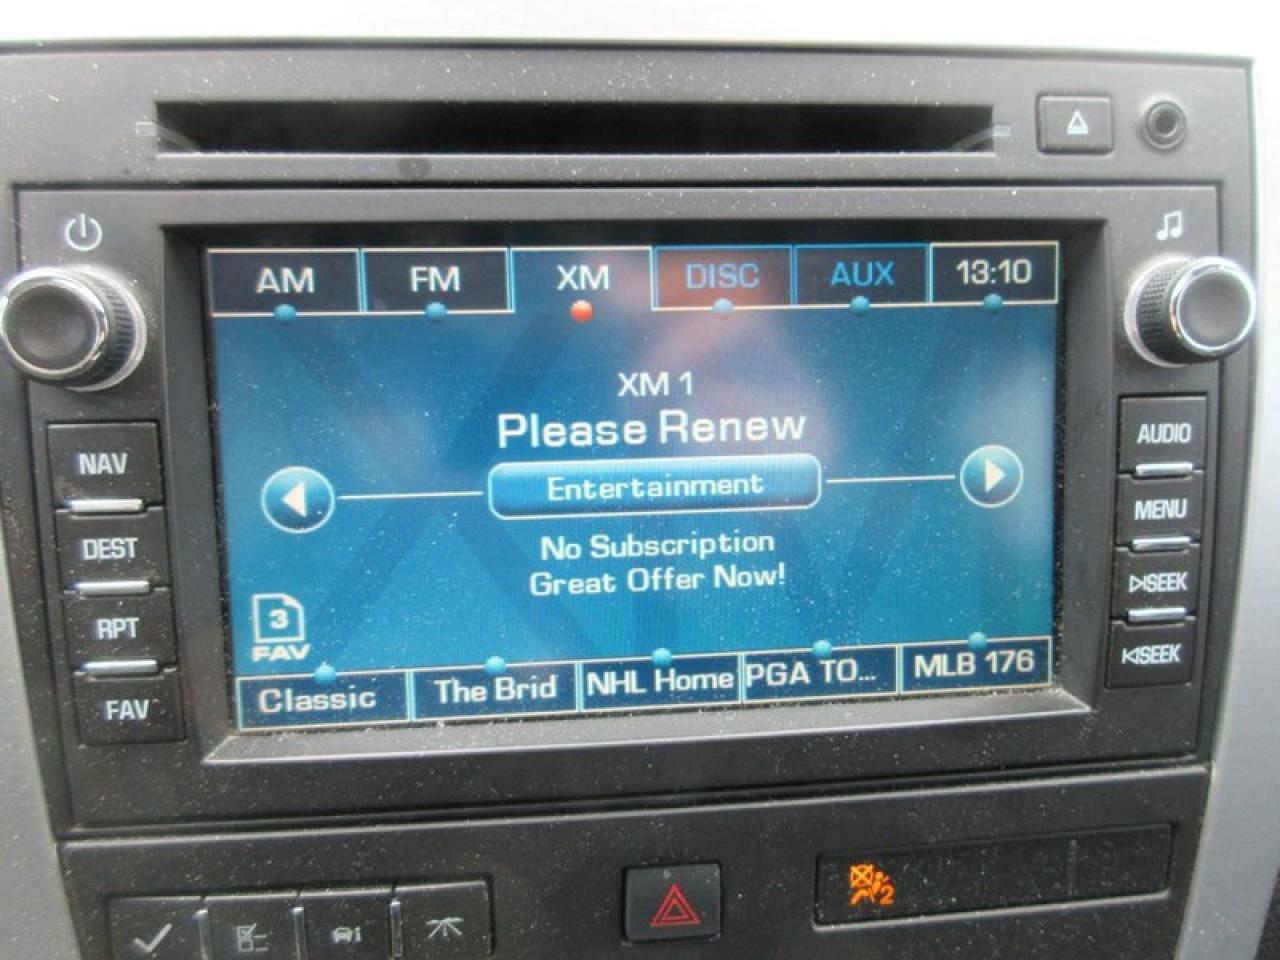 AM FM XM DISC AUX 13:10
XM 1
Please Renew
Entertainment
No Subscription
Great Offer Now!
3
FAV
Classic The Brid NHL Home PGA TO... MLB 176
NAV
DEST
RPT
FAV
AUDIO
MENU
SEEK
SEEK
2
i